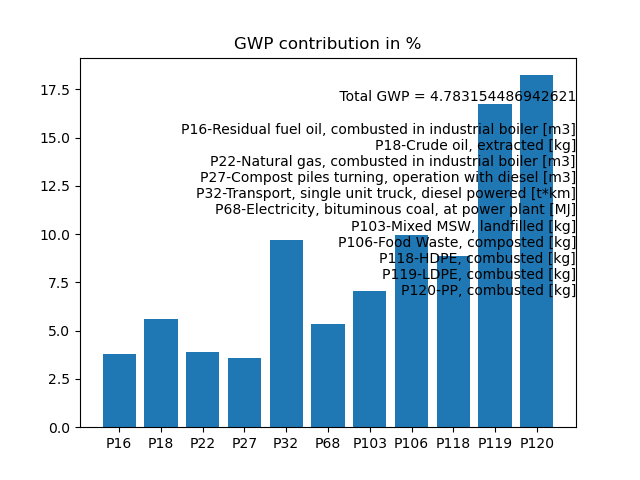 GWP contribution in %
17.5
15.0
12.5
10.0
7.5
5.0
2.5
0.0
Total GWP = 4.783154486942621
P16-Residual fuel oil, combusted in industrial boiler [m3]
P18-Crude oil, extracted [kg]
P22-Natural gas, combusted in industrial boiler [m3]
P27-Compost piles turning, operation with diesel [m3]
P32-Transport, single unit truck, diesel powered [t*km]
P68-Electricity, bituminous coal, at power plant [MJ]
P103-Mixed MSW, landfilled [kg]
P106-Food Waste, composted [kg]
P118-HDPE, combusted [kg]
P119-LDPE, combusted [kg]
P120-PP, combusted [kg]
P16 P18 P22 P27 P32 P68 P103 P106 P118 P119 P120